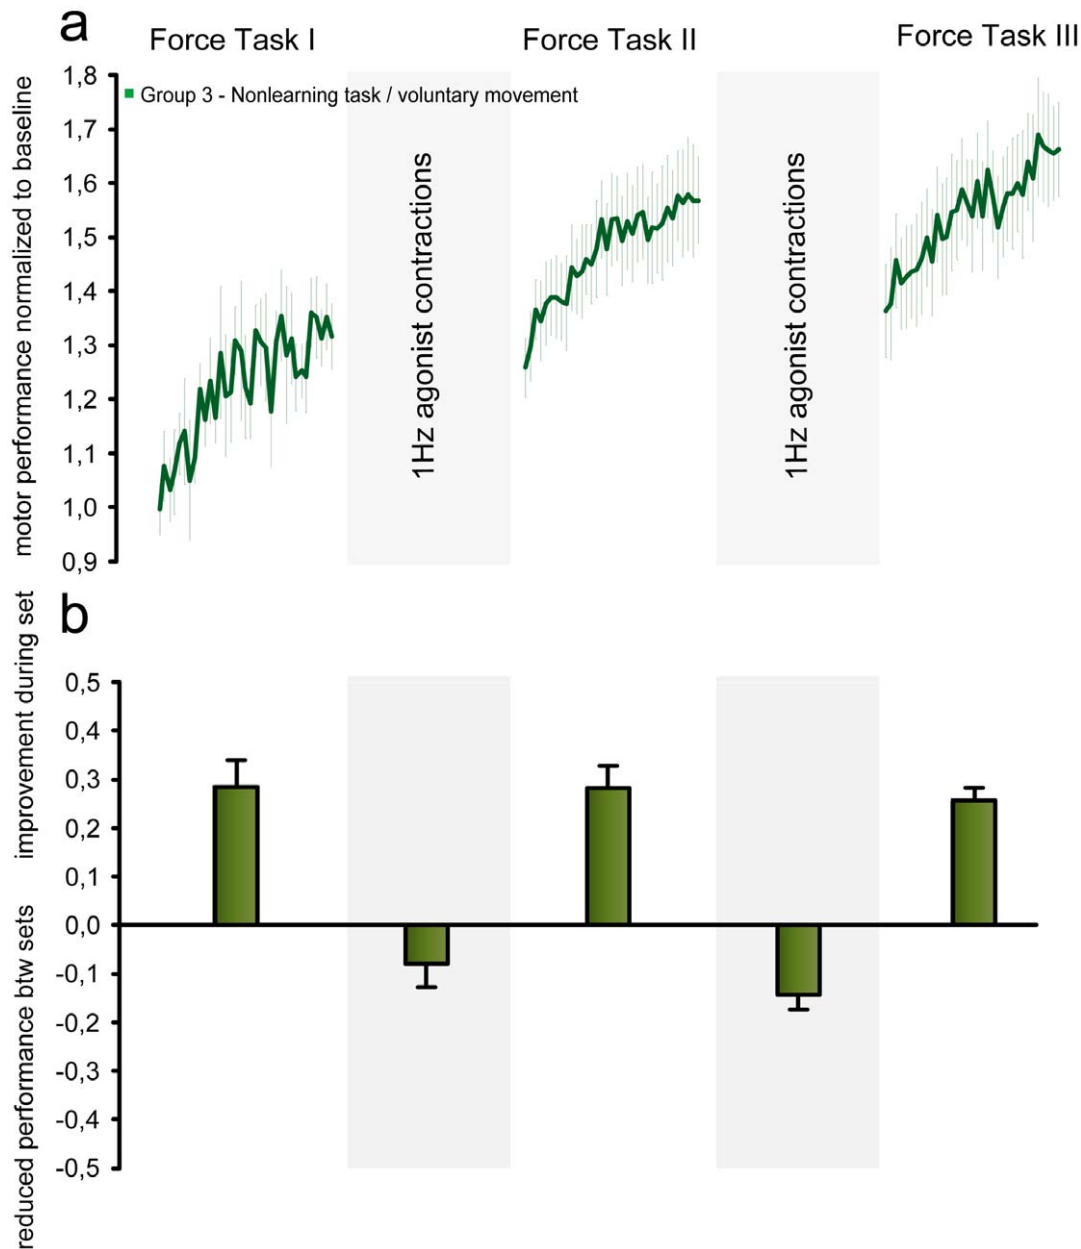 a
Force Task I
Force Task II
Force Task III
motor performance normalized to baseline
1,8
1,7
1,6
1,5
1,4
1,3
1,2
1,1
1,0
0,9
Group 3 - Nonlearning task / voluntary movement
1Hz agonist contractions
1Hz agonist contractions
b
improvement during set
reduced performance btw sets
0,5
0,4
0,3
0,2
0,1
0,0
-0,1
-0,2
-0,3
-0,4
-0,5